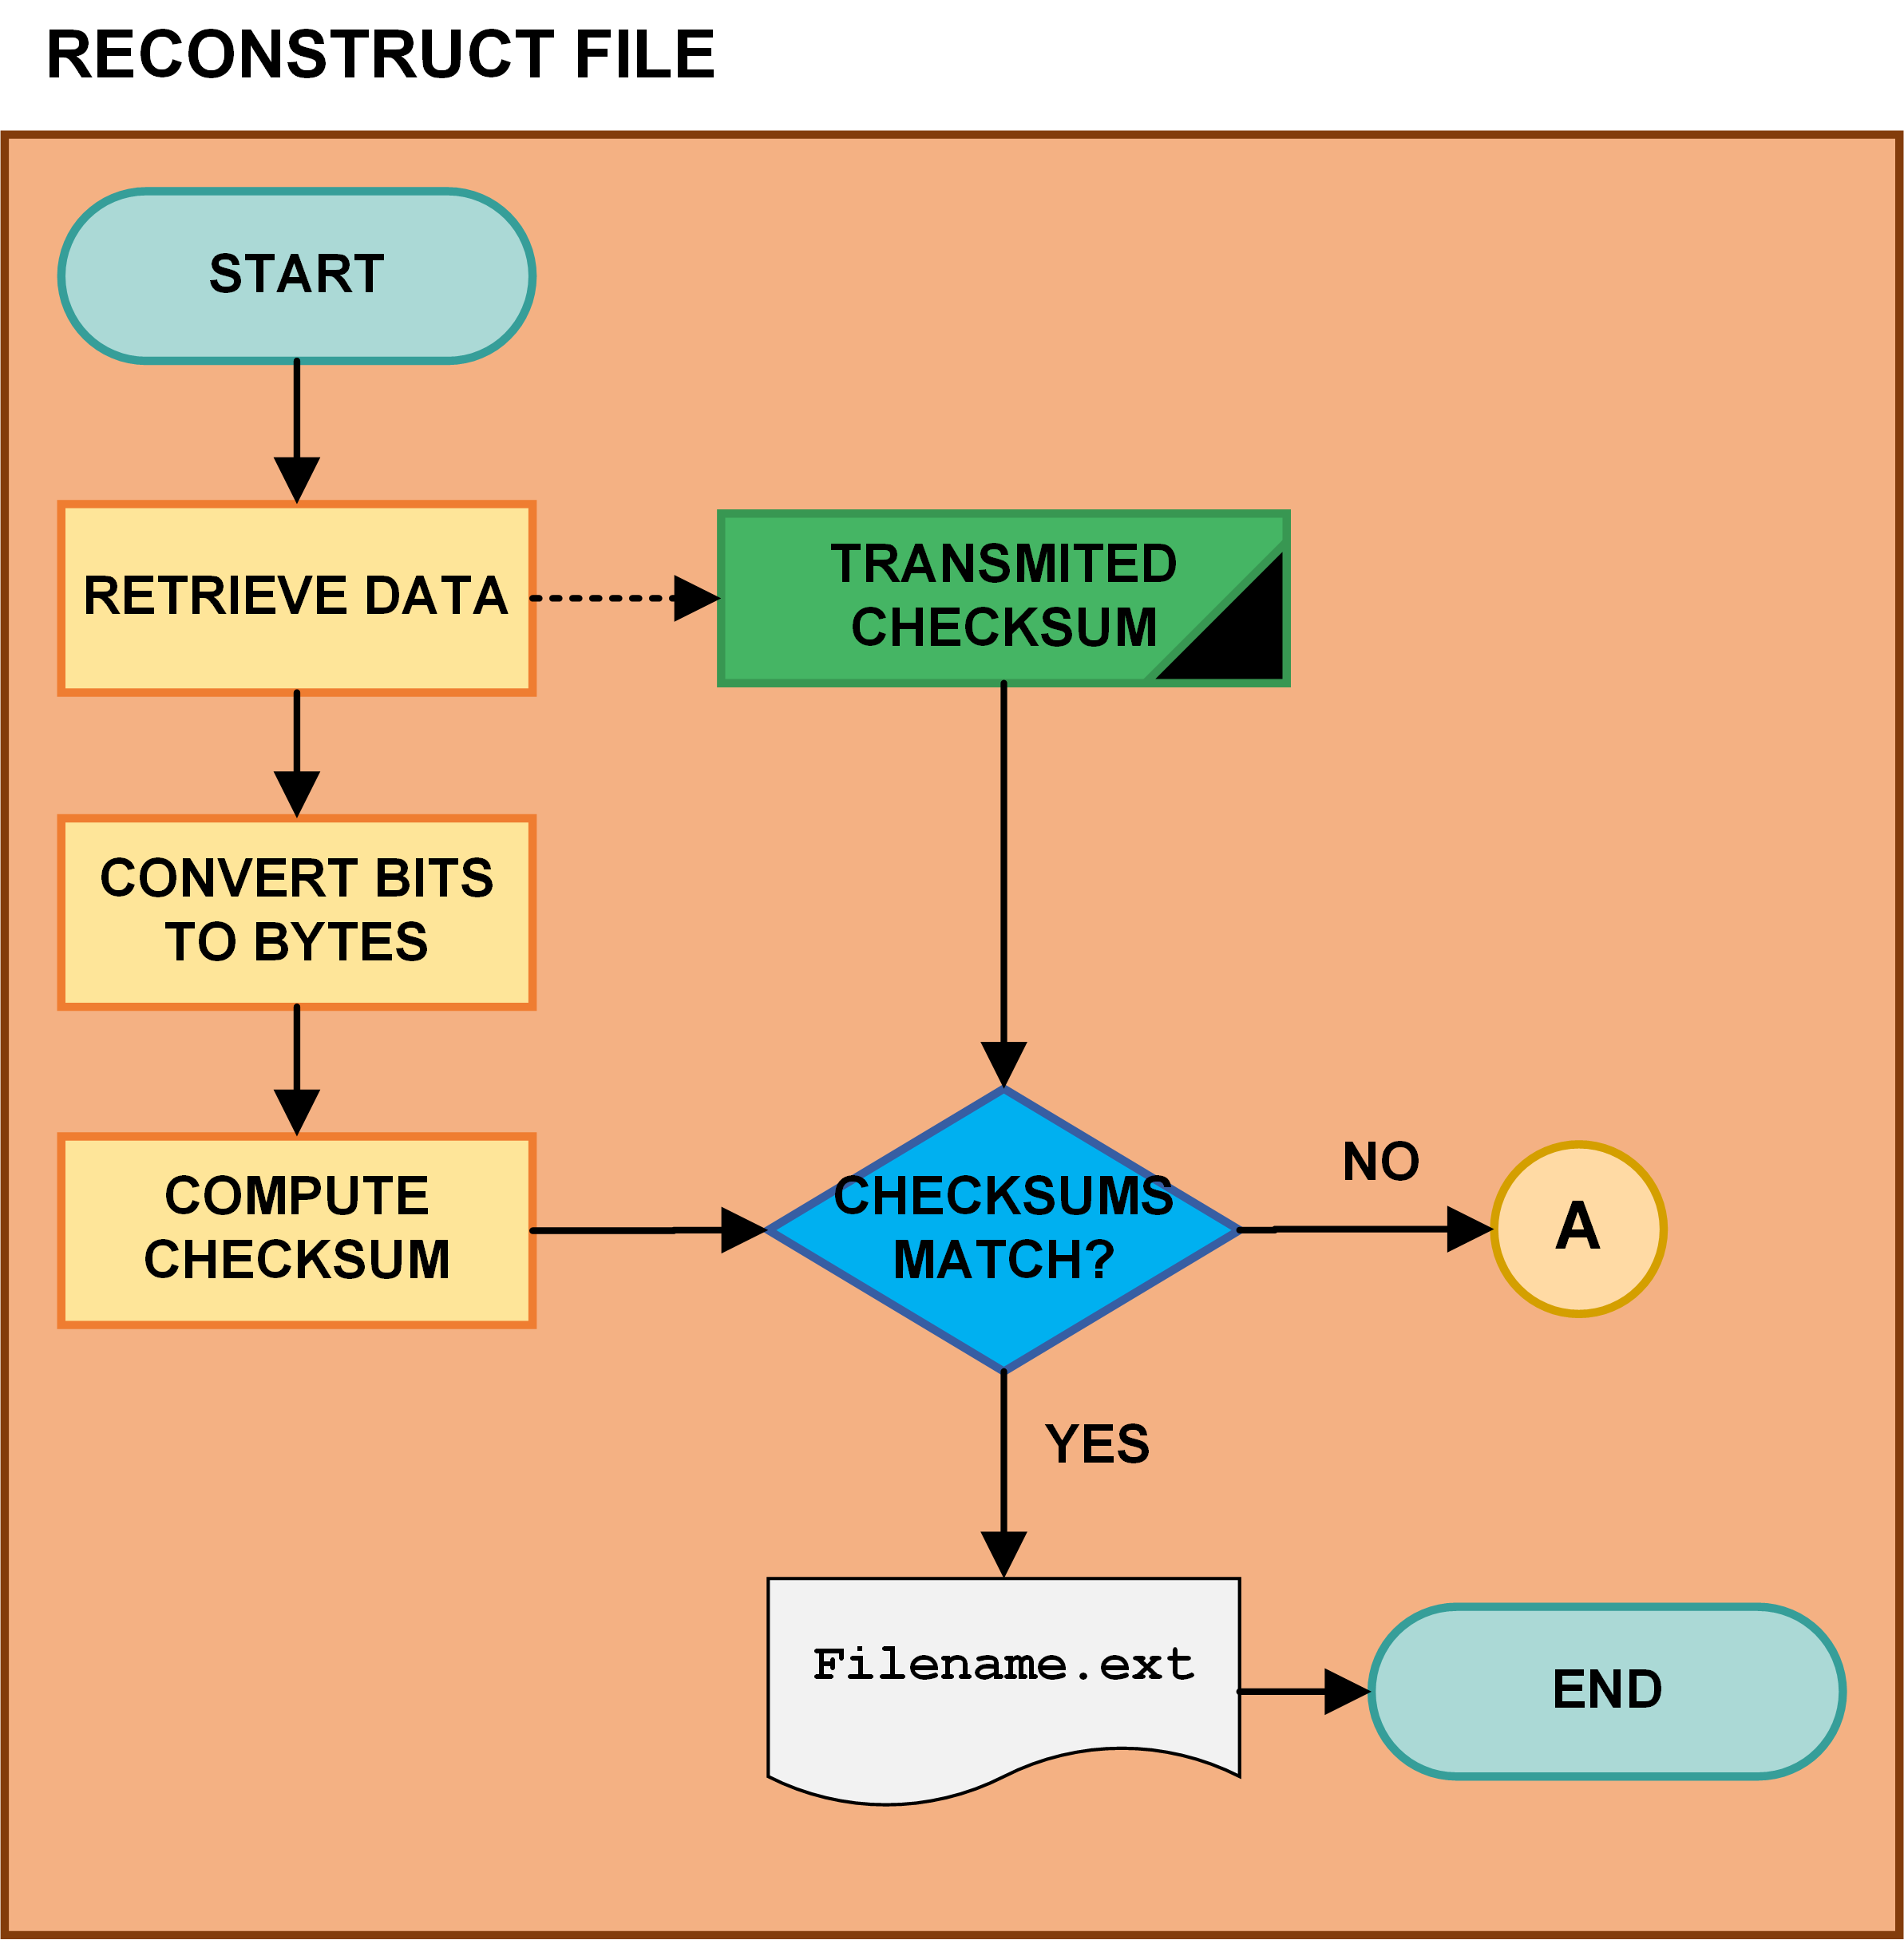 RECONSTRUCT FILE
START
RETRIEVE DATA
TRANSMITED
CHECKSUM
CONVERT BITS
TO BYTES
COMPUTE
CHECKSUM
CHECKSUMS
MATCH?
NO
A
YES
Filename.ext
END